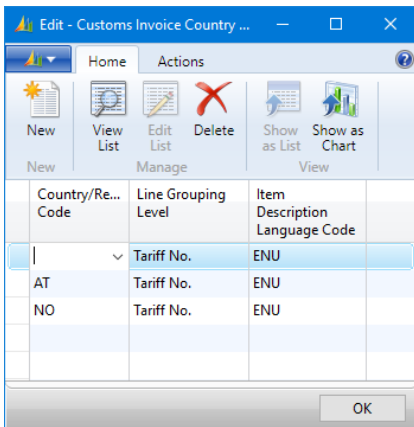 Edit - Customs Invoice Country ...
Home Actions
New View List Edit List Delete Show as List Show as Chart
New Manage View
Country/Re... Code Line Grouping Level Item Description Language Code
Tariff No. ENU
AT Tariff No. ENU
NO Tariff No. ENU
OK